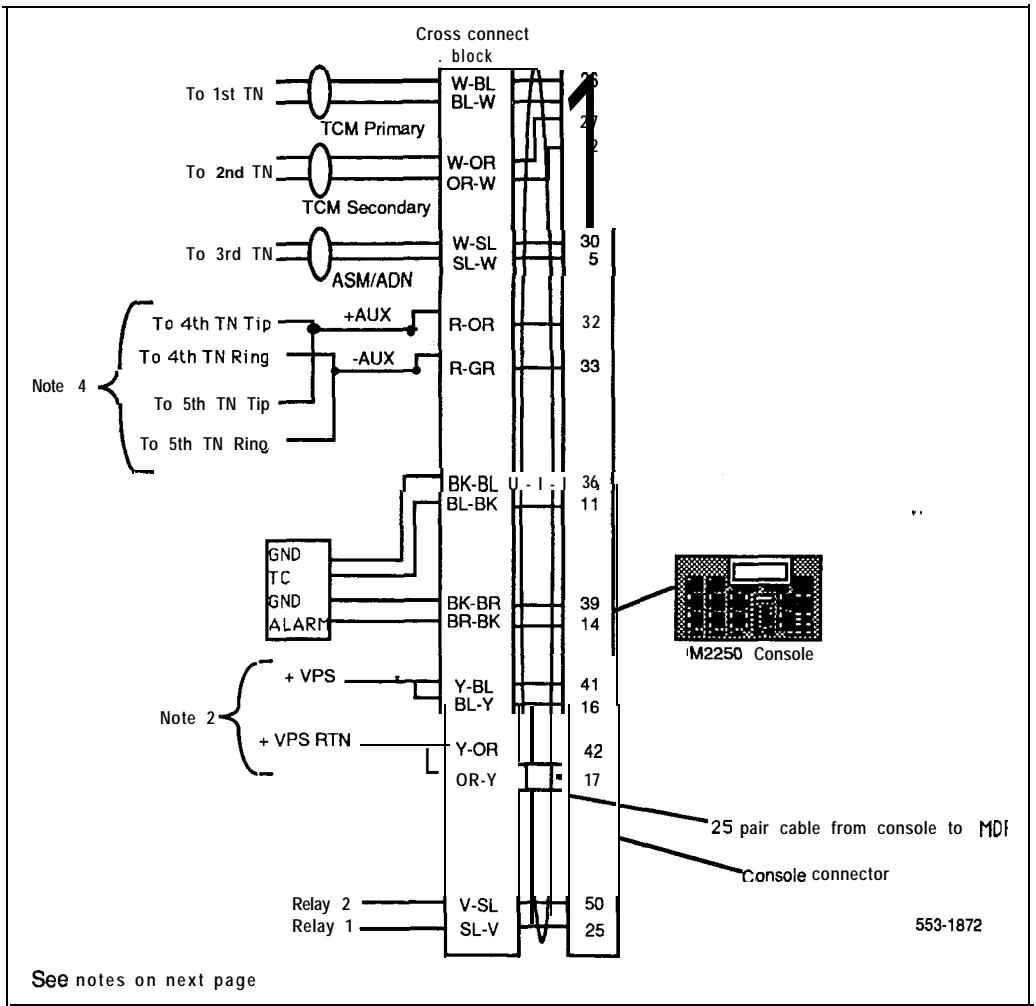 Cross connect
block
To 1st TN
W-BL
BL-W
26
TCM Primary
27
2
To 2nd TN
W-OR
OR-W
TCM Secondary
To 3rd TN
W-SL
SL-W
30
5
ASM/ADN
To 4th TN Tip
+AUX
R-OR
32
To 4th TN Ring
-AUX
R-GR
33
Note 4
To 5th TN Tip
To 5th TN Ring
BK-BL
36
BL-BK
11
GND
TC
GND
ALARM
BK-BR
39
BR-BK
14
M2250 Console
+ VPS
Y-BL
41
BL-Y
16
Note 2
+ VPS RTN
Y-OR
42
OR-Y
17
25 pair cable from console to MDF
Console connector
Relay 2
V-SL
50
Relay 1
SL-V
25
553-1872
See notes on next page